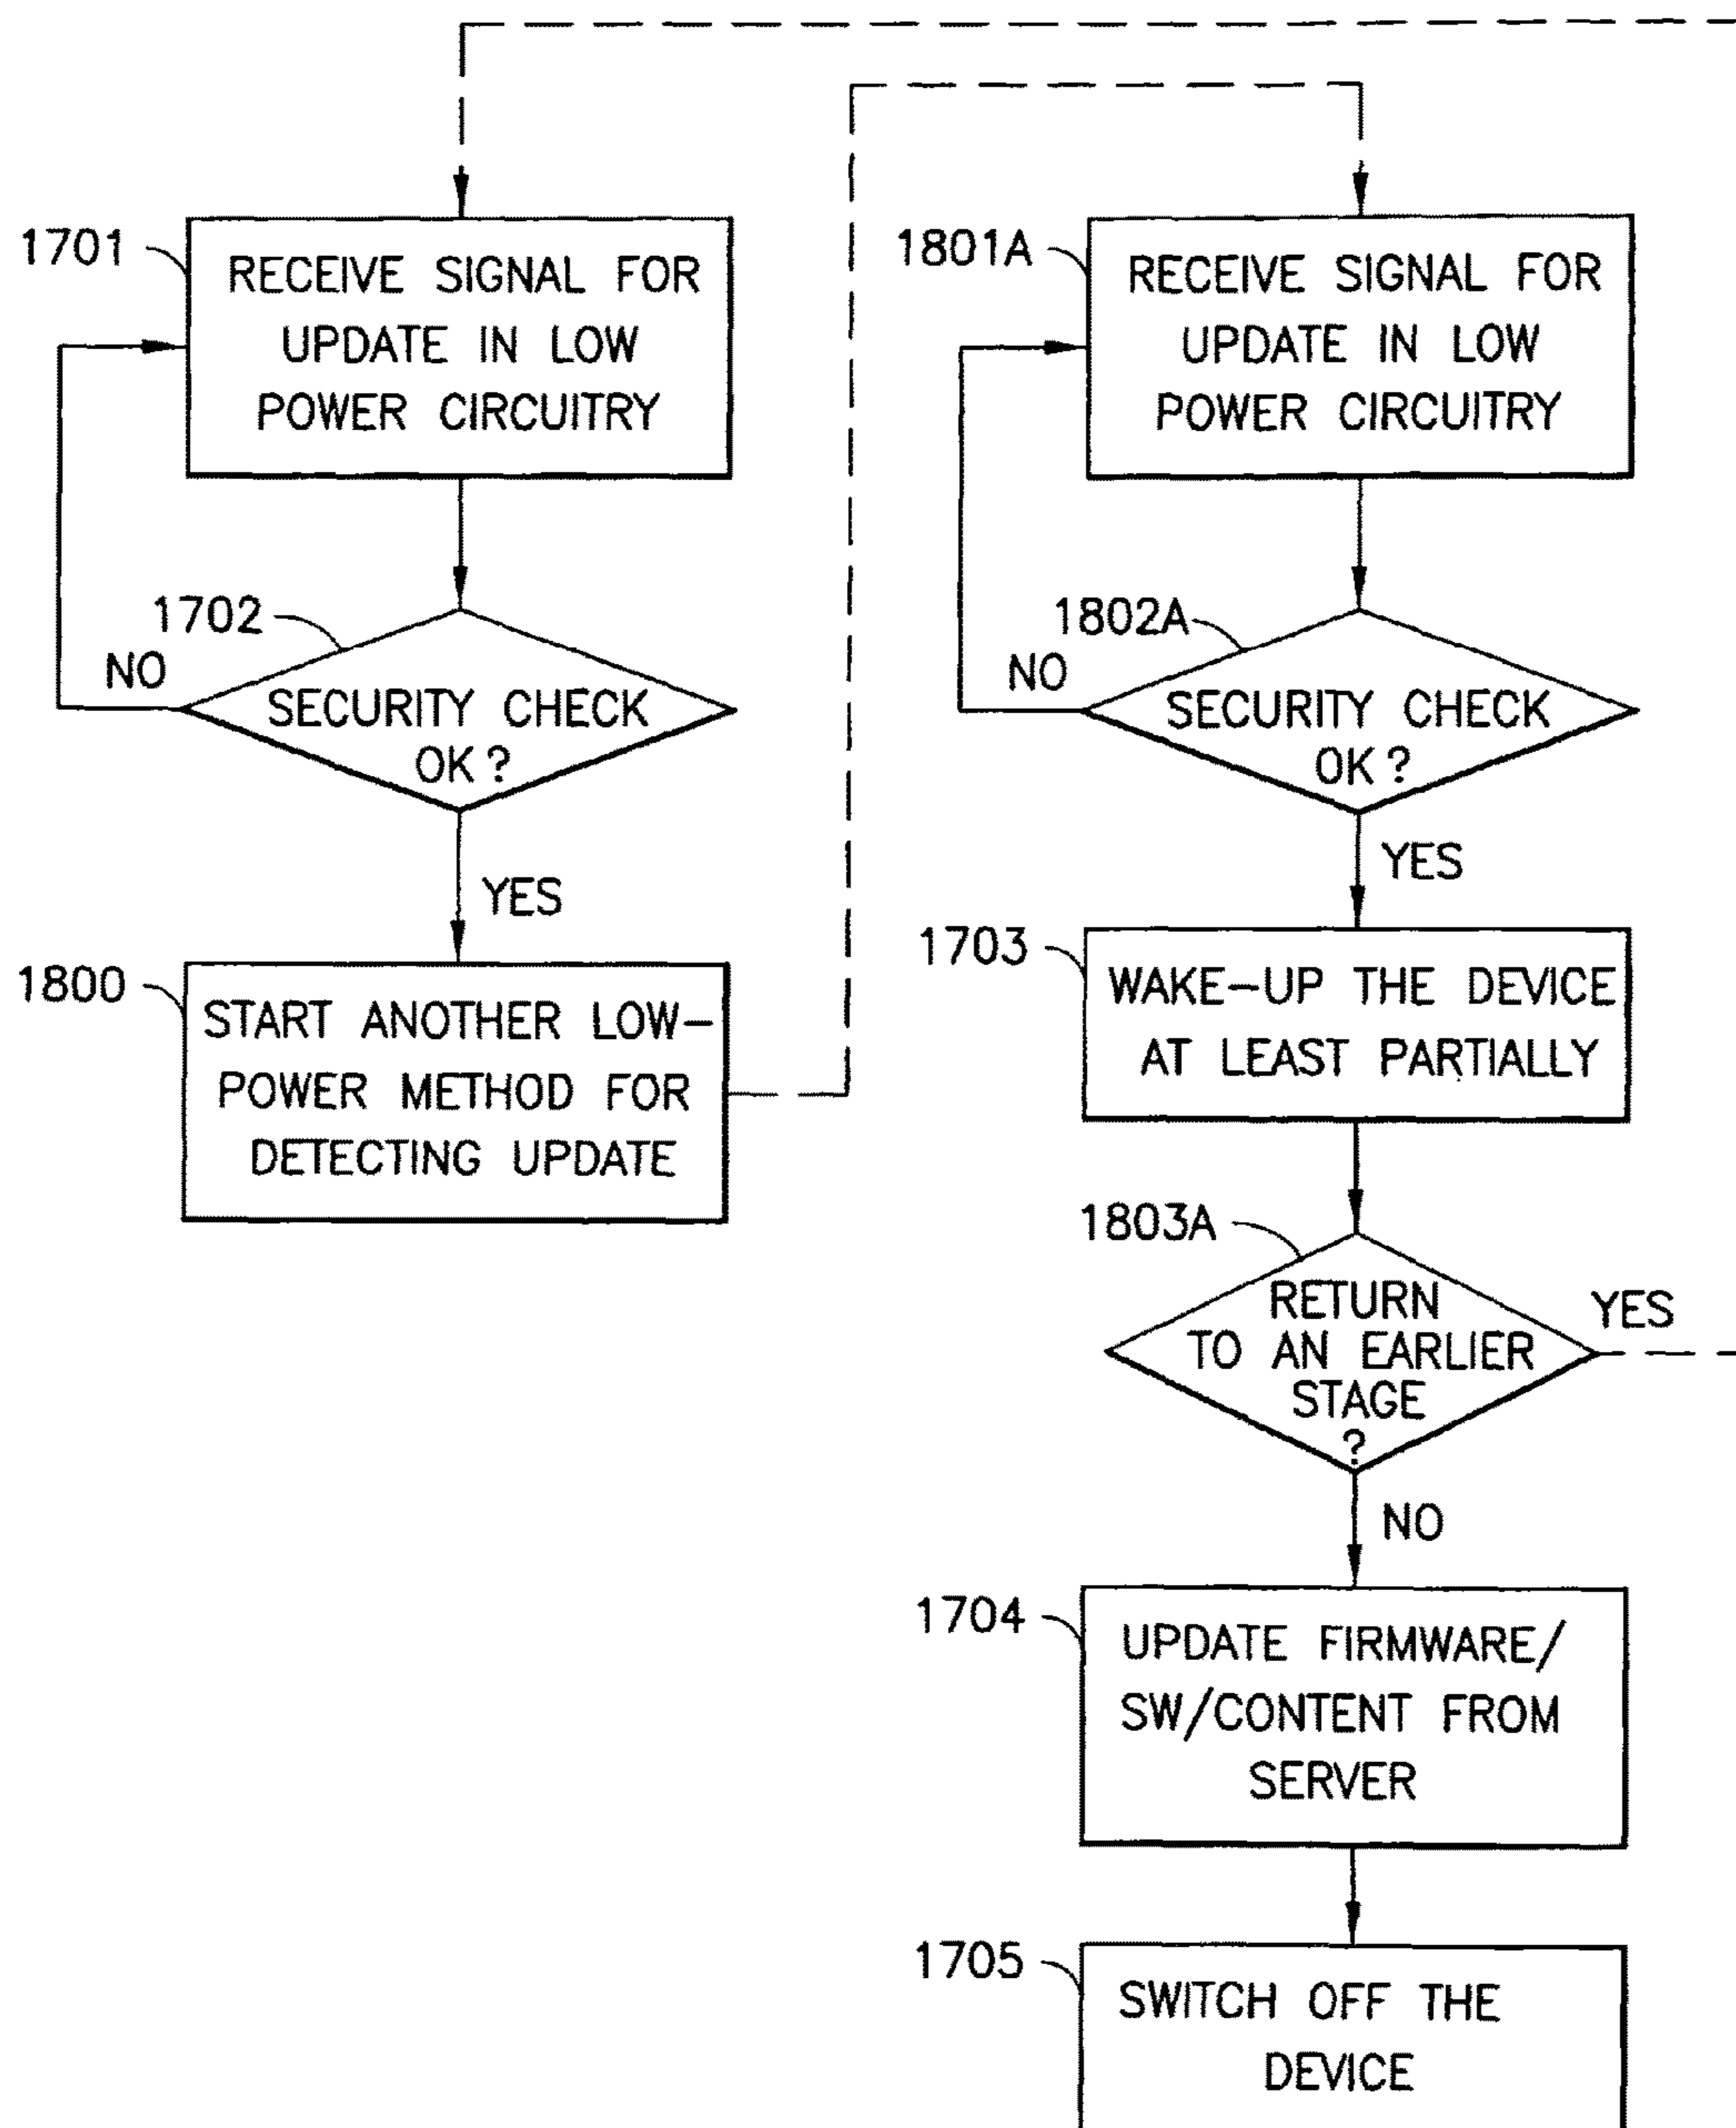 1701
RECEIVE SIGNAL FOR
UPDATE IN LOW
POWER CIRCUITRY
1702
NO
SECURITY CHECK
OK?
YES
1800
START ANOTHER LOW-
POWER METHOD FOR
DETECTING UPDATE
1801A
RECEIVE SIGNAL FOR
UPDATE IN LOW
POWER CIRCUITRY
1802A
NO
SECURITY CHECK
OK?
YES
1703
WAKE-UP THE DEVICE
AT LEAST PARTIALLY
1803A
RETURN
TO AN EARLIER
STAGE
?
YES
NO
1704
UPDATE FIRMWARE/
SW/CONTENT FROM
SERVER
1705
SWITCH OFF THE
DEVICE